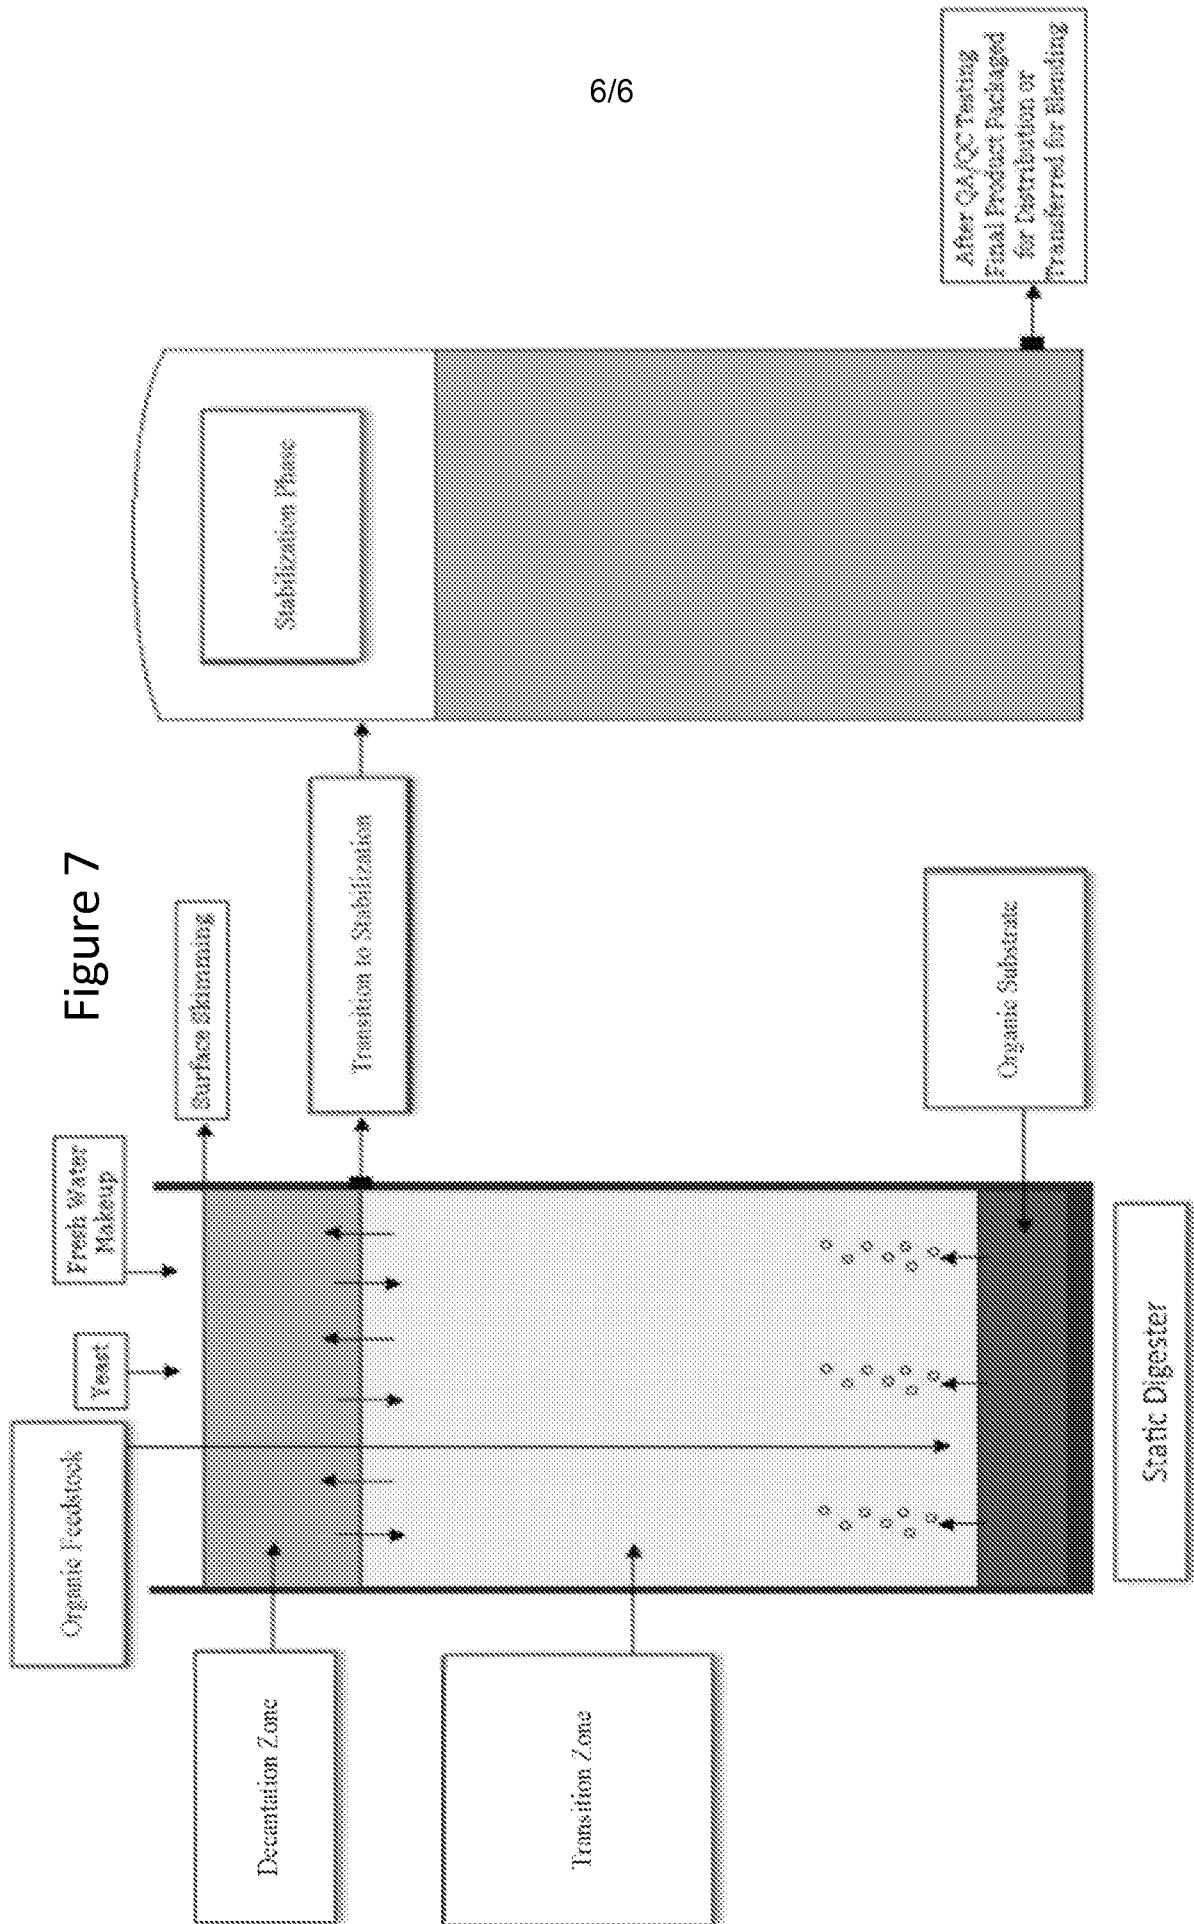 6/6
Figure 7
Organic Feedstock
Yeast
Fresh Water
Makeup
Surface Skimming
Decantation Zone
Transition to Stabilization
Stabilization Phase
Transition Zone
Organic Substrate
After QA/QC Testing
Final Product Packaged
for Distribution or
Transferred for Blending
Static Digester